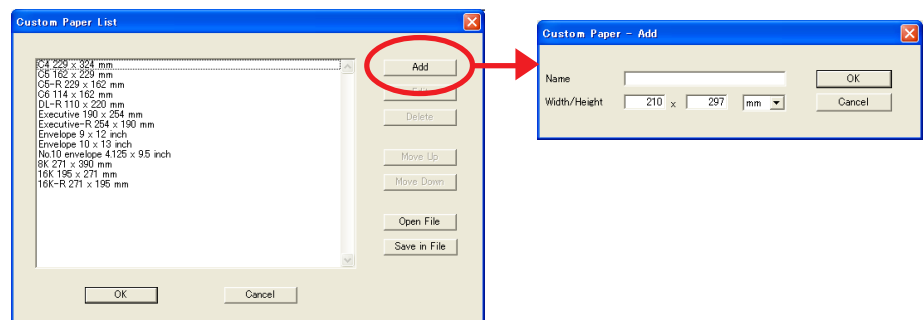 Custom Paper List
C4 229 x 324 mm
C5 162 x 229 mm
C5-R 229 x 162 mm
C6 114 x 162 mm
DL-R 110 x 220 mm
Executive 190 x 254 mm
Executive-R 254 x 190 mm
Envelope 9 x 12 inch
Envelope 10 x 13 inch
No.10 envelope 4.125 x 9.5 inch
8K 271 x 390 mm
16K 195 x 271 mm
16K-R 271 x 195 mm
Add
Delete
Move Up
Move Down
Open File
Save in File
OK
Cancel
Custom Paper - Add
Name
OK
Width/Height
210 x 297 mm
Cancel